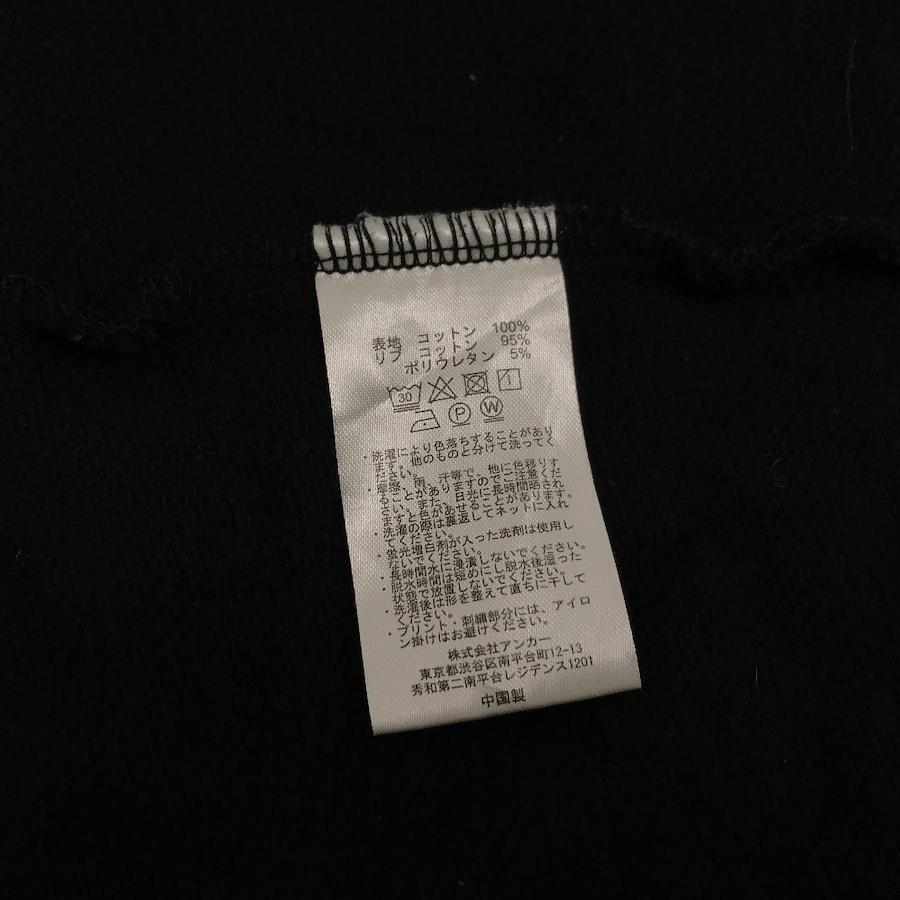 表地 コットン 100%
リブ コットン 95%
ポリウレタン 5%
30
P W
・洗濯により色落ちすることがあり
ます。他のものと分けて洗ってく
ださい。
・摩擦、雨、汗等で、他に色移りす
ることがありますのでご注意くだ
さい。また、日光に長時間晒され
ますと色があせることがあります。
・洗濯の際は裏返してネットに入れ
てください。
・蛍光増白剤が入った洗剤は使用し
ないでください。
・長時間水に浸漬しないでください。
・脱水時間は短めにし脱水後湿った
状態で放置しないでください。
・洗濯後は形を整えて直ちに干して
ください。
・プリント・刺繍部分には、アイロ
ン掛けはお避けください。
株式会社アンカー
東京都渋谷区南平台町12-13
秀和第二南平台レジデンス1201
中国製